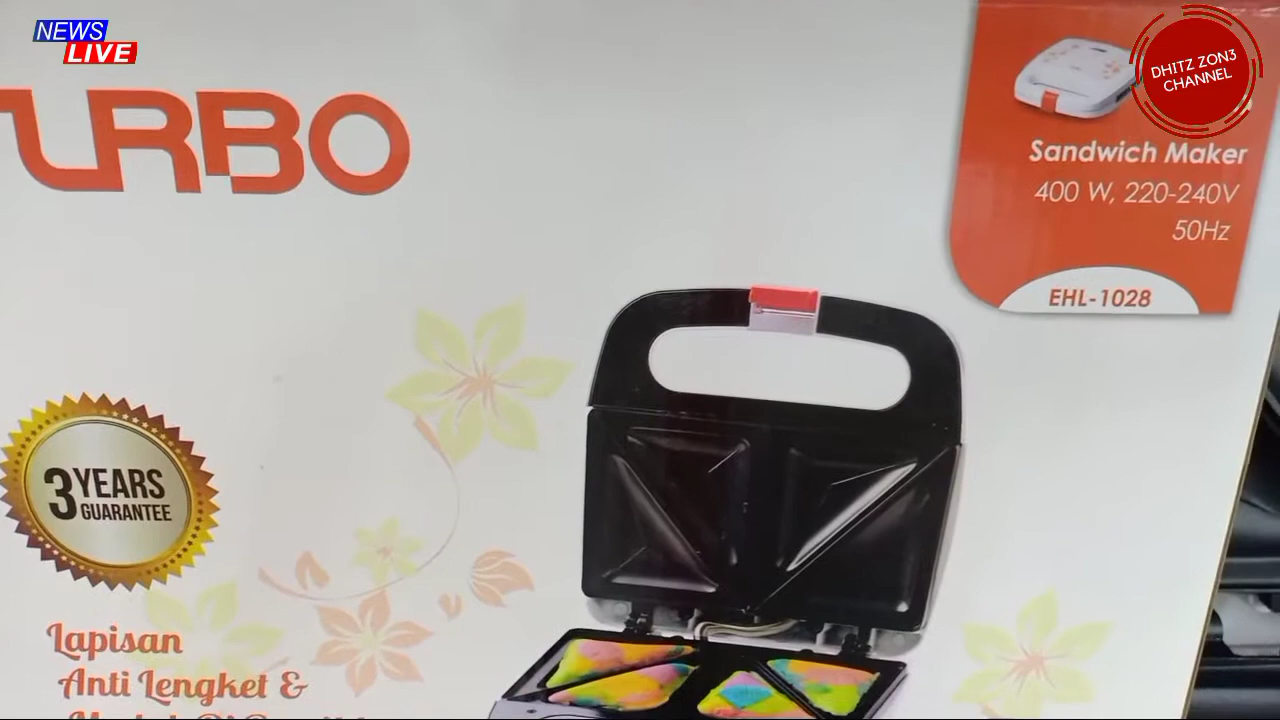 NEWS
LIVE
DHITZ ZON3
CHANNEL
TURBO
Sandwich Maker
400 W, 220-240V
50Hz
EHL-1028
3 YEARS
GUARANTEE
Lapisan
Anti Lengket &